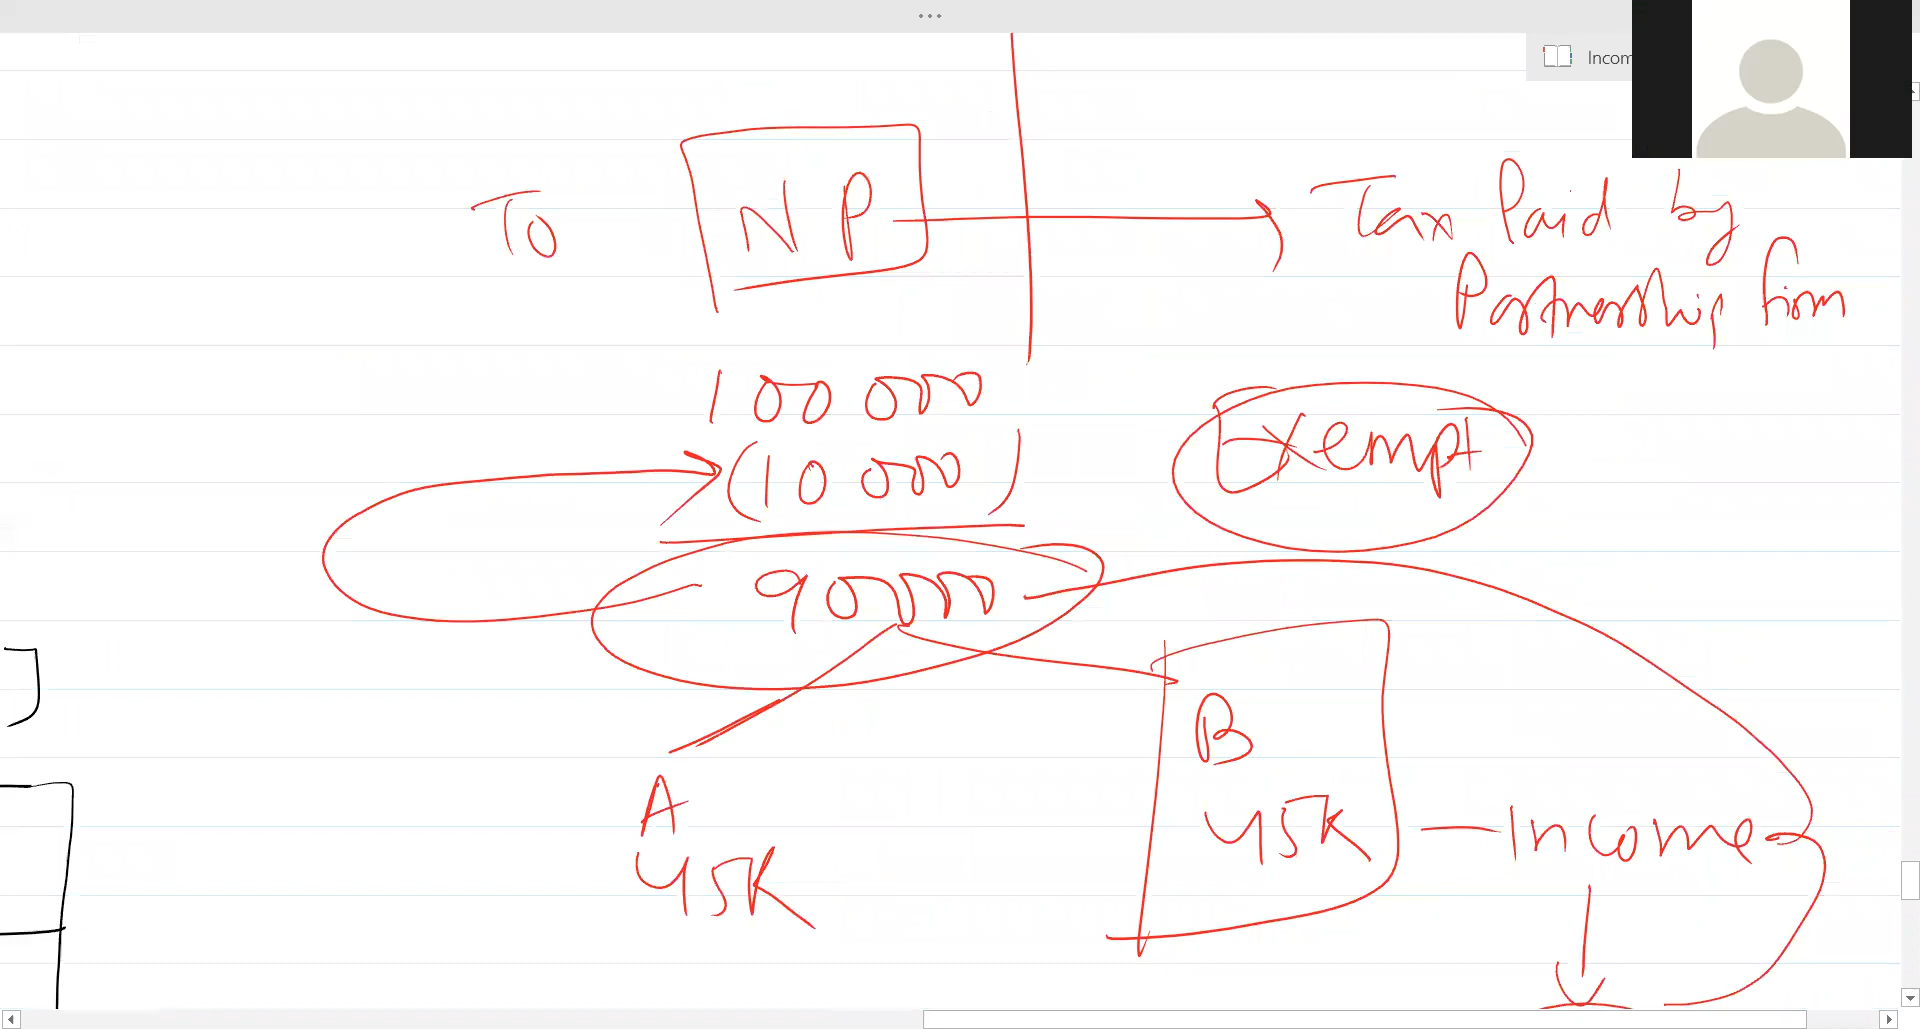 Incom
To NP Tax Paid by
Partnership firm
100 000
(10 000)
Exempt
90000
B
45K - Income
A
45K